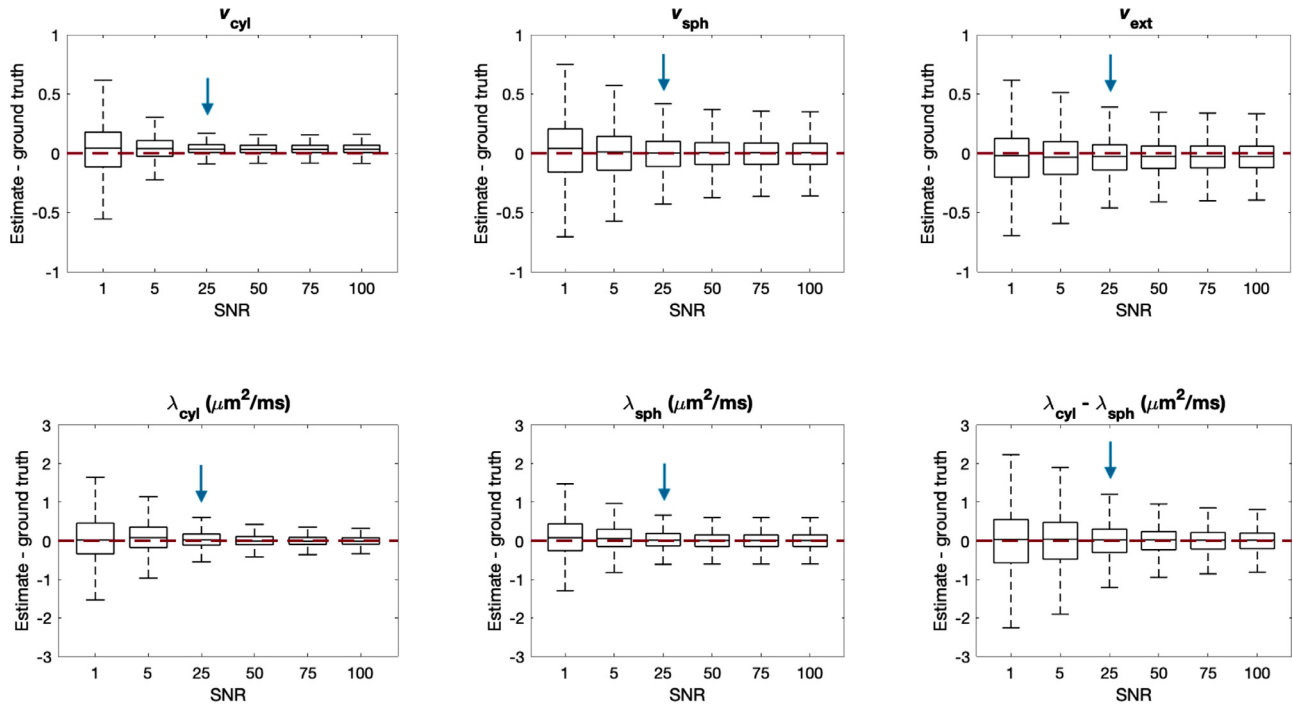 v_cyl
1
0.5
0
-0.5
-1
Estimate - ground truth
1 5 25 50 75 100
SNR
v_sph
1
0.5
0
-0.5
-1
Estimate - ground truth
1 5 25 50 75 100
SNR
v_ext
1
0.5
0
-0.5
-1
Estimate - ground truth
1 5 25 50 75 100
SNR
λ_cyl (μm²/ms)
3
2
1
0
-1
-2
-3
Estimate - ground truth
1 5 25 50 75 100
SNR
λ_sph (μm²/ms)
3
2
1
0
-1
-2
-3
Estimate - ground truth
1 5 25 50 75 100
SNR
λ_cyl - λ_sph (μm²/ms)
3
2
1
0
-1
-2
-3
Estimate - ground truth
1 5 25 50 75 100
SNR